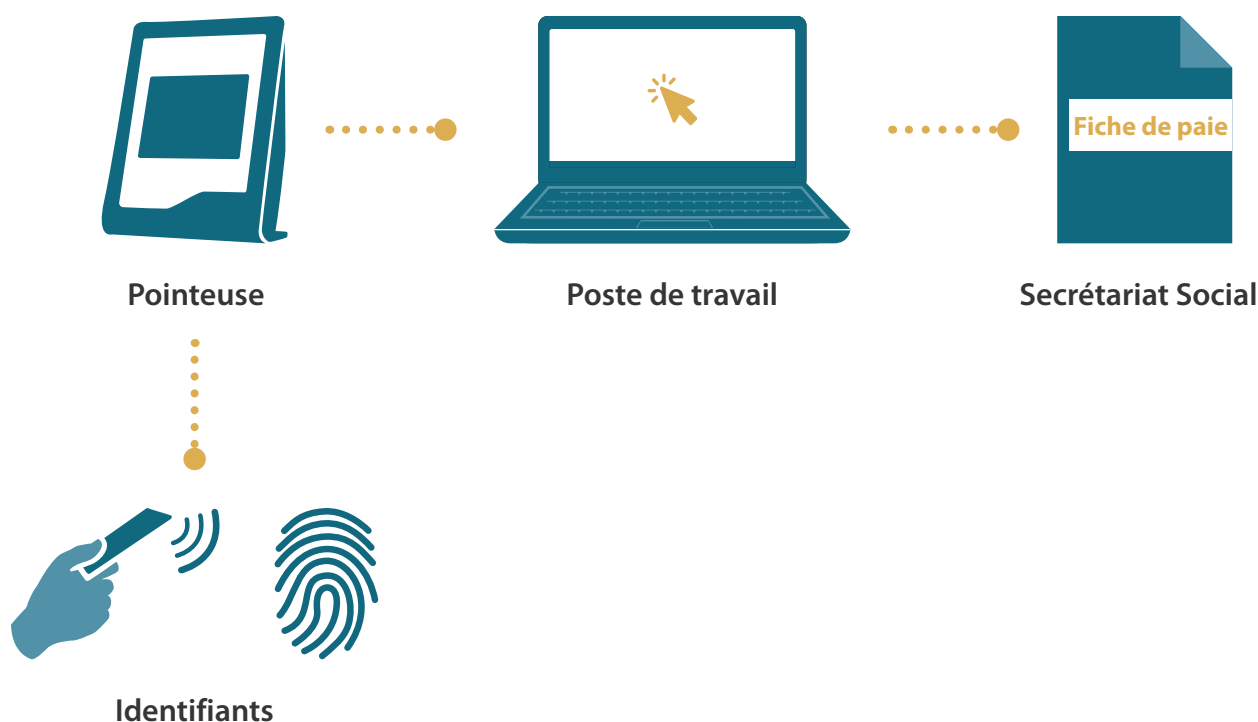 Fiche de paie
Pointeuse
Poste de travail
Secrétariat Social
Identifiants